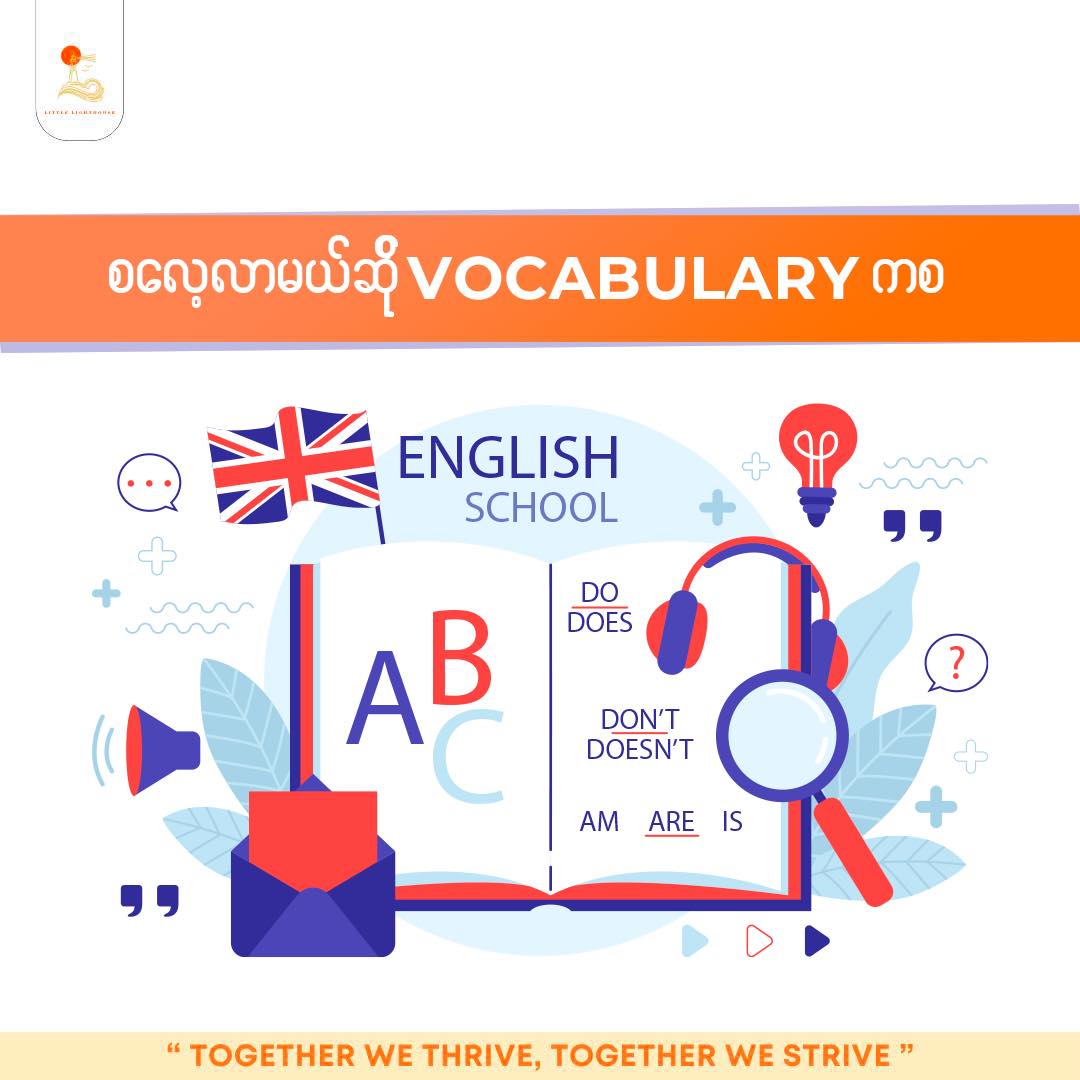 LITTLE LIGHTHOUSE
စလေ့လာမယ်ဆို VOCABULARY ကစ
ENGLISH
SCHOOL
A B C
DO
DOES
DON'T
DOESN'T
AM ARE IS
?
“ TOGETHER WE THRIVE, TOGETHER WE STRIVE ”